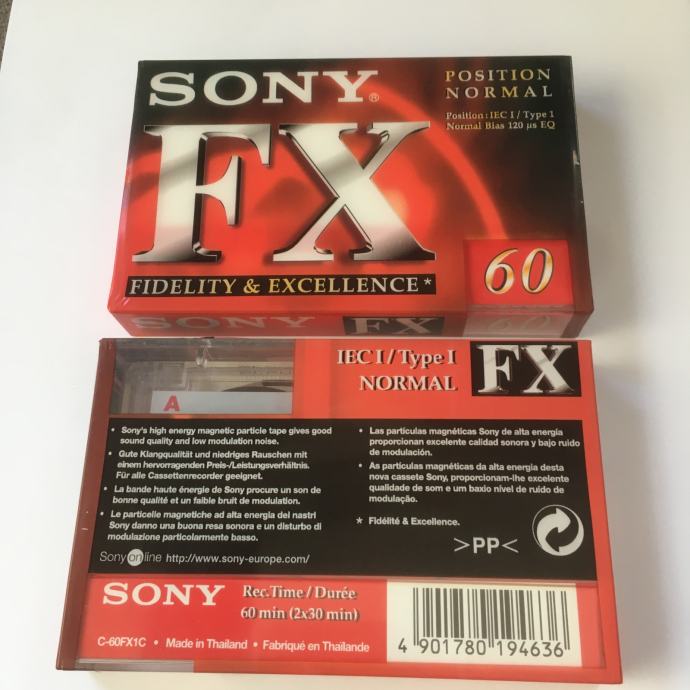 SONY®
POSITION
NORMAL
Position: IEC I / Type I
Normal Bias 120 µs EQ
FX
60
FIDELITY & EXCELLENCE*
SONY FX 60
IEC I / Type I
NORMAL
FX
A
• Sony's high energy magnetic particle tape gives good
sound quality and low modulation noise.
• Gute Klangqualität und niedriges Rauschen mit
einem hervorragenden Preis-/Leistungsverhältnis.
Für alle Cassettenrecorder geeignet.
• La bande haute énergie de Sony procure un son de
bonne qualité et un faible bruit de modulation.
• Le particelle magnetiche ad alta energia del nastri
Sony danno una buona resa sonora e un disturbo di
modulazione particolarmente basso.
• Las partículas magnéticas Sony de alta energía
proporcionan excelente calidad sonora y bajo ruido
de modulación.
• As partículas magnéticas da alta energia desta
nova cassete Sony, proporcionam-lhe excelente
qualidade de som e um baxio nível de ruído de
modulação.
* Fidélité & Excellence.
>PP<
Sony online http://www.sony-europe.com/
SONY
Rec.Time / Durée
60 min (2x30 min)
C-60FX1C • Made in Thailand • Fabriqué en Thaïlande
4 901780 194636